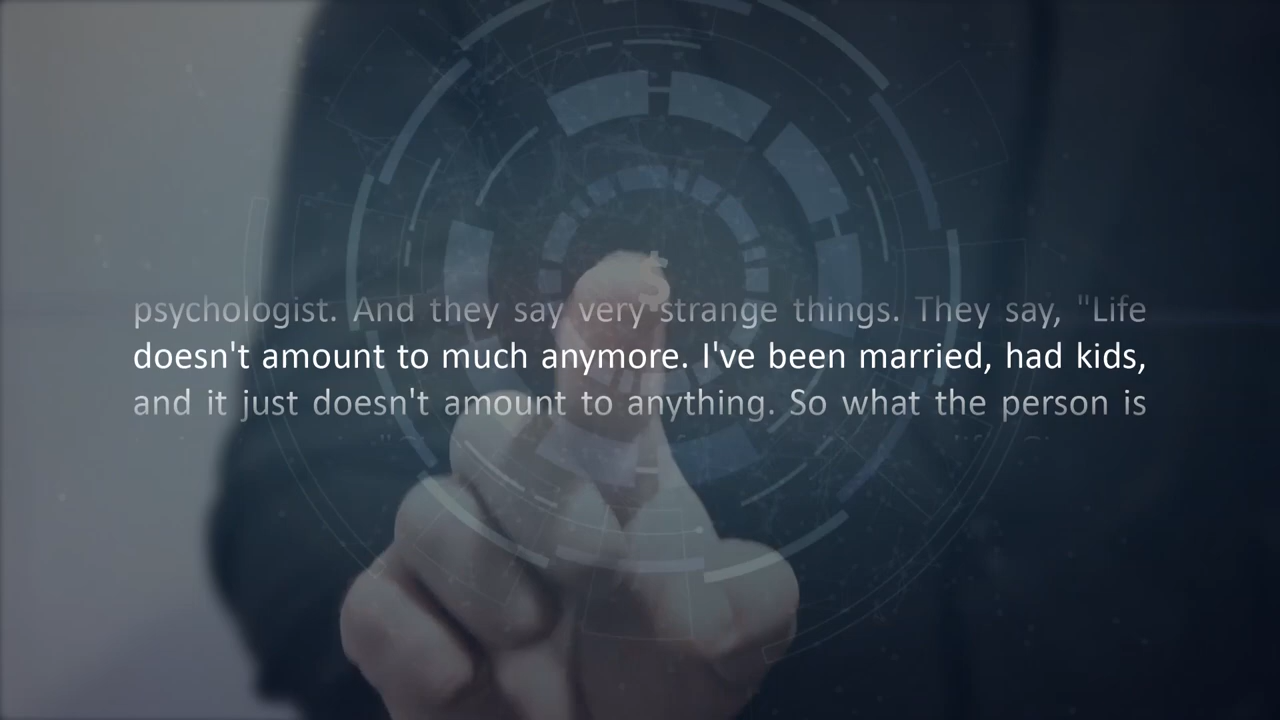 $
psychologist. And they say very strange things. They say, "Life
doesn't amount to much anymore. I've been married, had kids,
and it just doesn't amount to anything. So what the person is